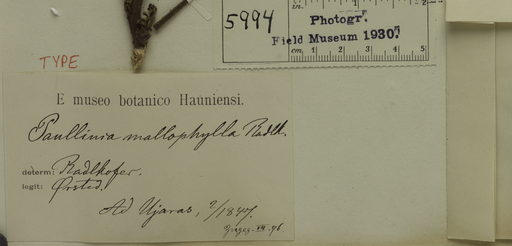 5994
Photogr.
Field Museum 1930.
cm 1 2 3 4 5
TYPE
E museo botanico Hauniensi.
Paullinia mallophylla Radlk.
determ: Radlkofer.
legit: Ørsted.
Ad Ujaras, 2/1847.